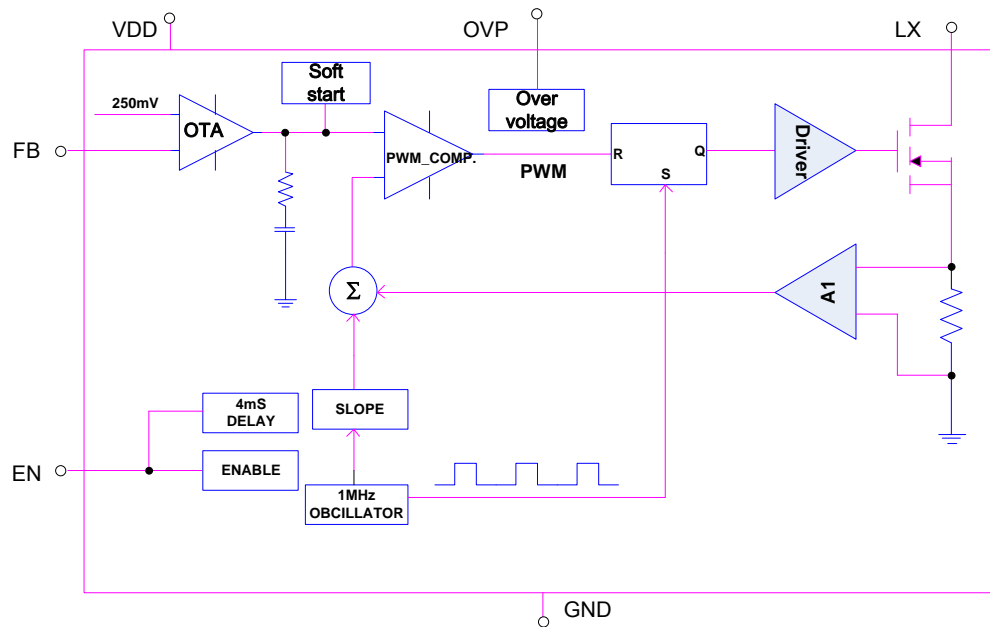 VDD
OVP
LX
Soft
start
250mV
OTA
Over
voltage
Driver
FB
PWM_COMP.
PWM
R
Q
S
Σ
A1
4mS
DELAY
SLOPE
EN
ENABLE
1MHz
OBCILLATOR
GND